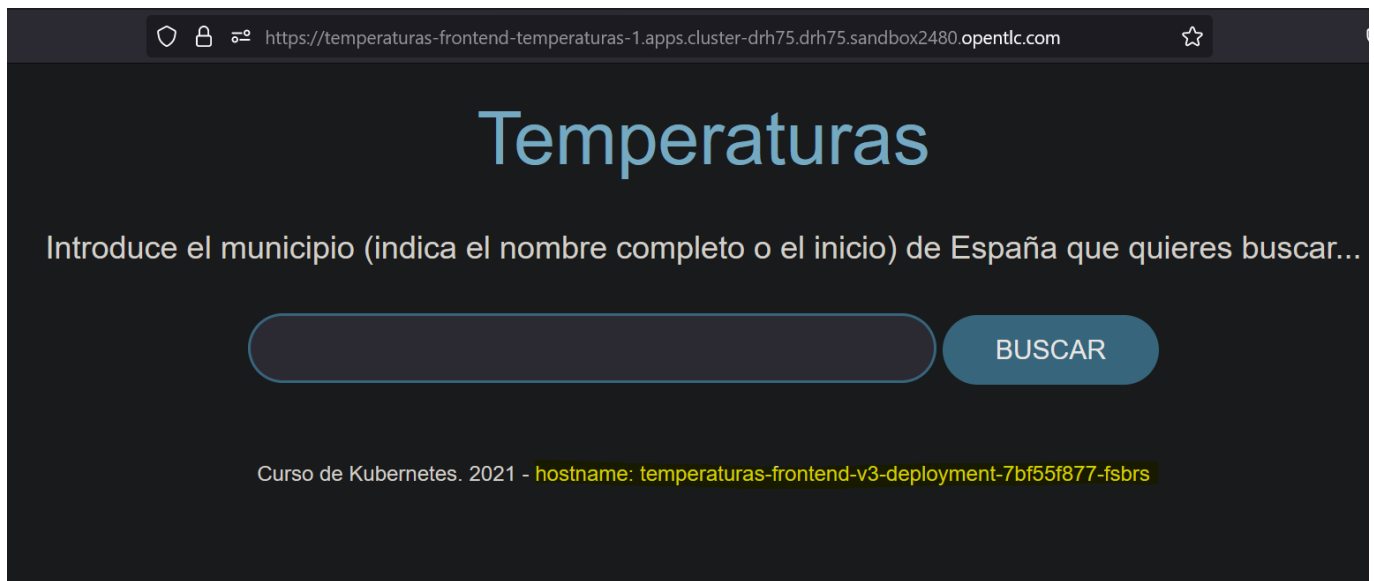 https://temperaturas-frontend-temperaturas-1.apps.cluster-drh75.drh75.sandbox2480.opentlc.com
Temperaturas
Introduce el municipio (indica el nombre completo o el inicio) de España que quieres buscar...
BUSCAR
Curso de Kubernetes. 2021 - hostname: temperaturas-frontend-v3-deployment-7bf55f877-fsbrs